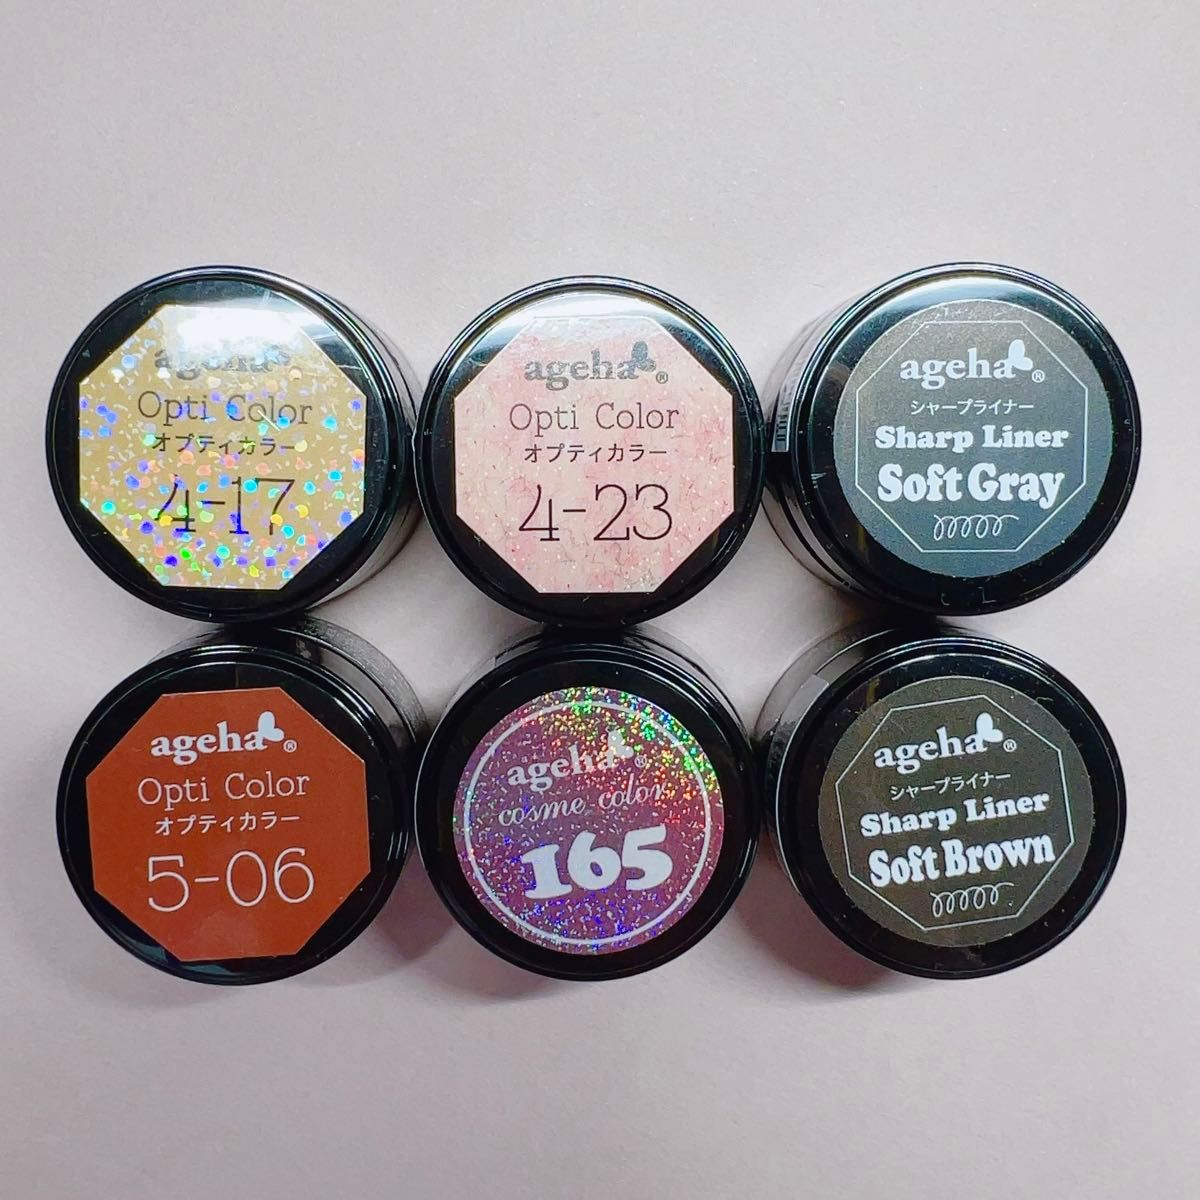 ageha®
Opti Color
オプティカラー
4-17
ageha®
Opti Color
オプティカラー
4-23
ageha®
シャープライナー
Sharp Liner
Soft Gray
ageha®
Opti Color
オプティカラー
5-06
ageha®
cosme color
165
ageha®
シャープライナー
Sharp Liner
Soft Brown